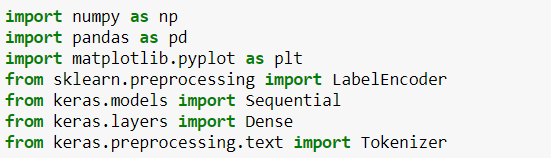 import numpy as np
import pandas as pd
import matplotlib.pyplot as plt
from sklearn.preprocessing import LabelEncoder
from keras.models import Sequential
from keras.layers import Dense
from keras.preprocessing.text import Tokenizer